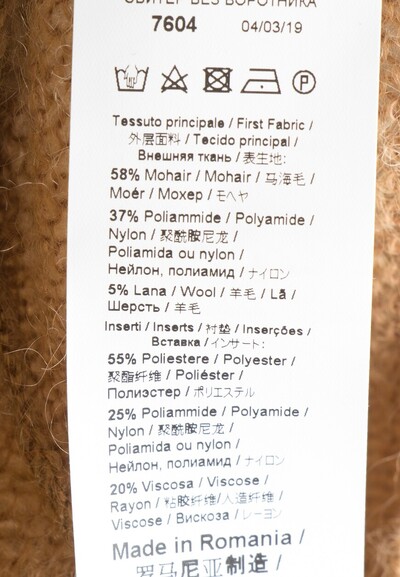 СВИТЕР БЕЗ ВОРОТНИКА
7604 04/03/19
Tessuto principale / First Fabric /
外层面料 / Tecido principal /
Внешняя ткань / 表生地:
58% Mohair / Mohair / 马海毛 /
Moér / Мохер / モヘヤ
37% Poliammide / Polyamide /
Nylon / 聚酰胺尼龙 /
Poliamida ou nylon /
Нейлон, полиамид / ナイロン
5% Lana / Wool / 羊毛 / Lã /
Шерсть / 羊毛
Inserti / Inserts / 衬垫 / Inserções /
Вставка / インサート:
55% Poliestere / Polyester /
聚酯纤维 / Poliéster /
Полиэстер / ポリエステル
25% Poliammide / Polyamide /
Nylon / 聚酰胺尼龙 /
Poliamida ou nylon /
Нейлон, полиамид / ナイロン
20% Viscosa / Viscose /
Rayon / 粘胶纤维/人造纤维 /
Viscose / Вискоза / レーヨン
Made in Romania /
罗马尼亚制造 /